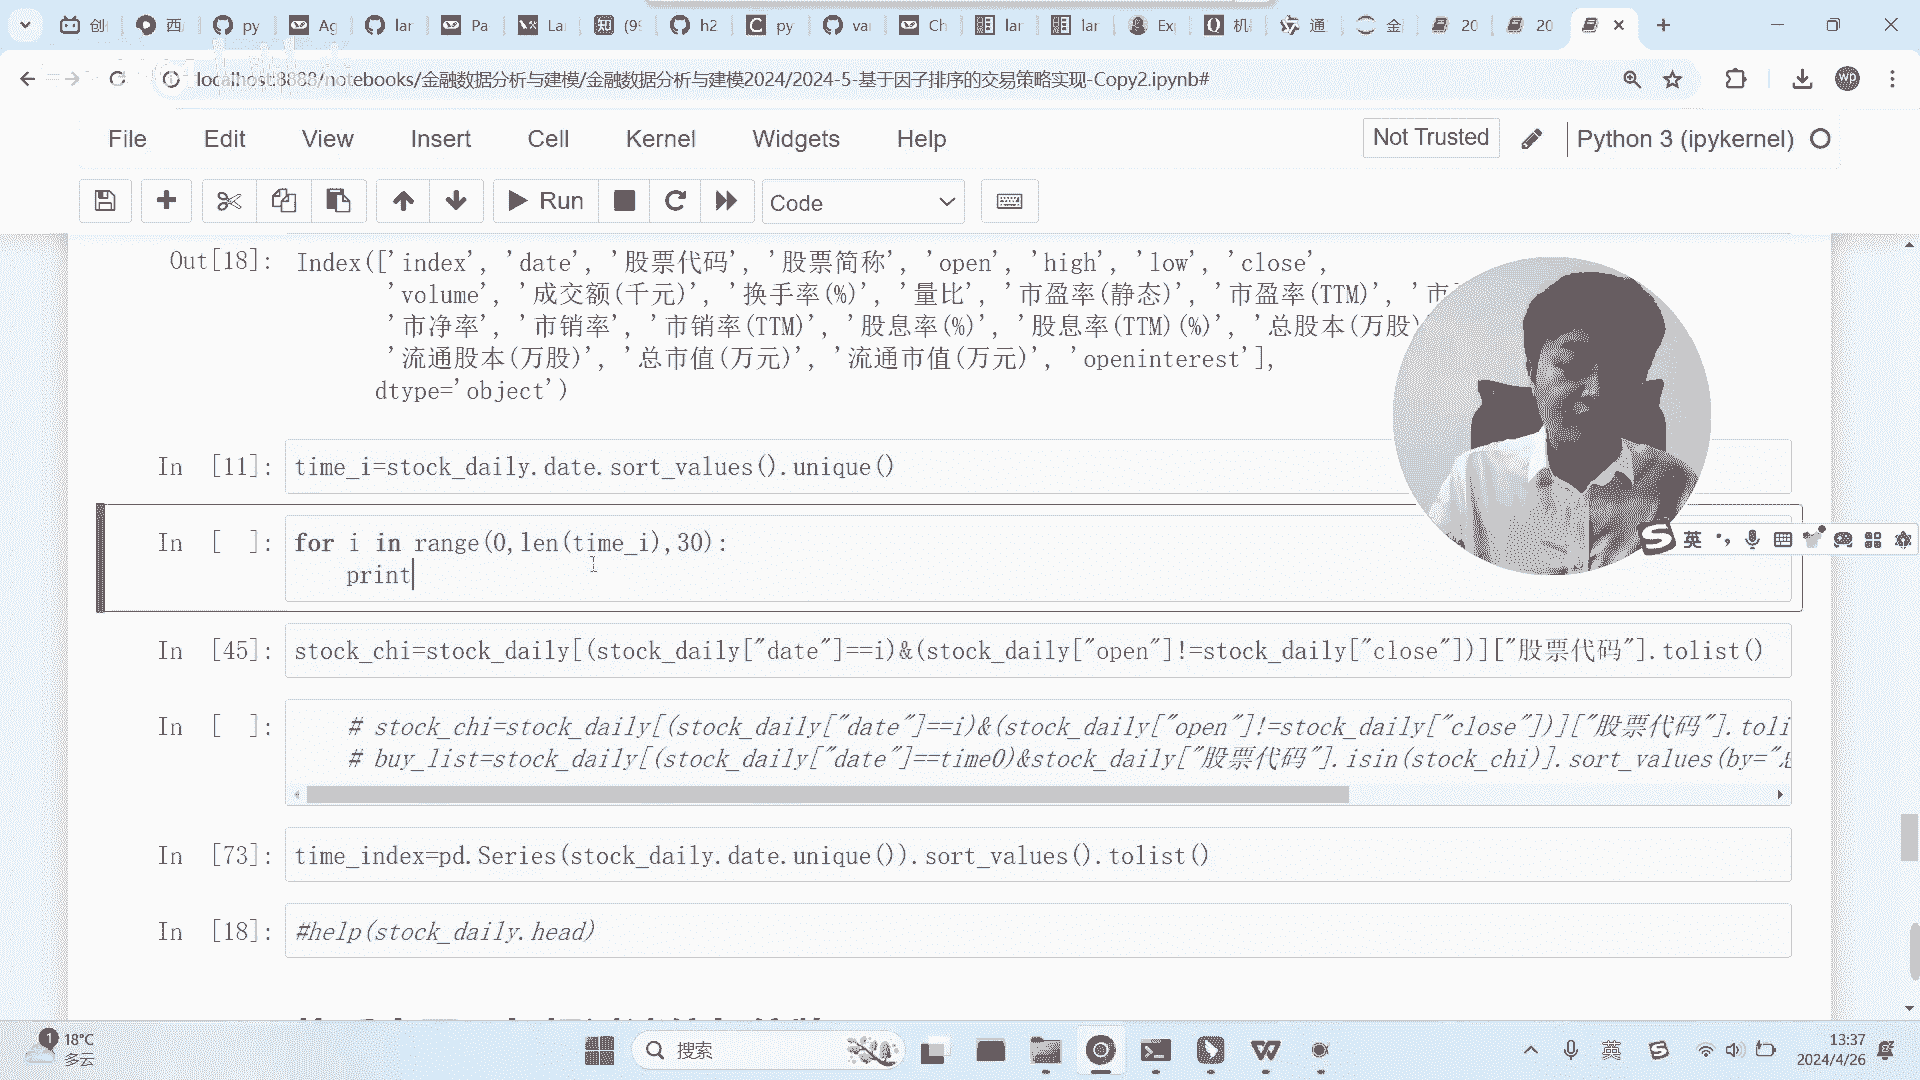 创
西
py
Ag
lar
Pa
La
知
(9
h2
py
va
Ch
lar
lar
Ex
机
通
金
20
20
localhost:8888/notebooks/金融数据分析与建模/金融数据分析与建模2024/2024-5-基于因子排序的交易策略实现-Copy2.ipynb#
wp
File Edit View Insert Cell Kernel Widgets Help
Not Trusted
Python 3 (ipykernel)
Run
Code
Out[18]: Index(['index', 'date', '股票代码', '股票简称', 'open', 'high', 'low', 'close',
'volume', '成交额(千元)', '换手率(%)', '量比', '市盈率(静态)', '市盈率(TTM)', '市
'市净率', '市销率', '市销率(TTM)', '股息率(%)', '股息率(TTM)(%)', '总股本(万股)
'流通股本(万股)', '总市值(万元)', '流通市值(万元)', 'openinterest'],
dtype='object')
In [11]: time_i=stock_daily.date.sort_values().unique()
In [ ]: for i in range(0,len(time_i),30):
print
英
In [45]: stock_chi=stock_daily[(stock_daily["date"]==i)&(stock_daily["open"]!=stock_daily["close"])]["股票代码"].tolist()
In [ ]: # stock_chi=stock_daily[(stock_daily["date"]==i)&(stock_daily["open"]!=stock_daily["close"])]["股票代码"].toli
# buy_list=stock_daily[(stock_daily["date"]==time0)&stock_daily["股票代码"].isin(stock_chi)].sort_values(by="
In [73]: time_index=pd.Series(stock_daily.date.unique()).sort_values().tolist()
In [18]: #help(stock_daily.head)
1
18°C
多云
搜索
英
13:37
2024/4/26